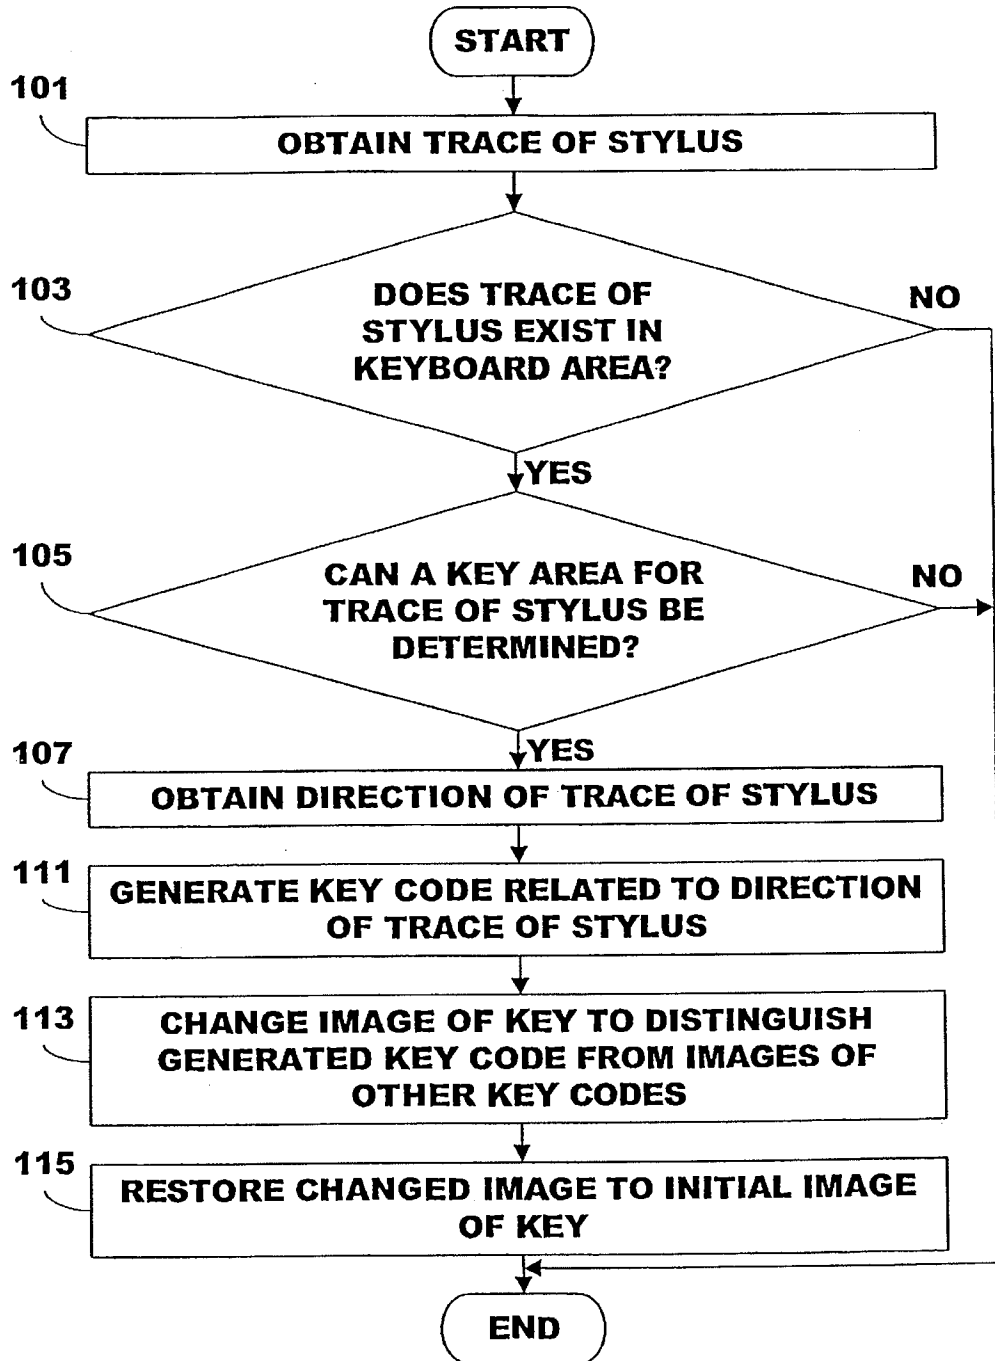 START
101
OBTAIN TRACE OF STYLUS
103
DOES TRACE OF
STYLUS EXIST IN
KEYBOARD AREA?
NO
YES
105
CAN A KEY AREA FOR
TRACE OF STYLUS BE
DETERMINED?
NO
YES
107
OBTAIN DIRECTION OF TRACE OF STYLUS
111
GENERATE KEY CODE RELATED TO DIRECTION
OF TRACE OF STYLUS
113
CHANGE IMAGE OF KEY TO DISTINGUISH
GENERATED KEY CODE FROM IMAGES OF
OTHER KEY CODES
115
RESTORE CHANGED IMAGE TO INITIAL IMAGE
OF KEY
END